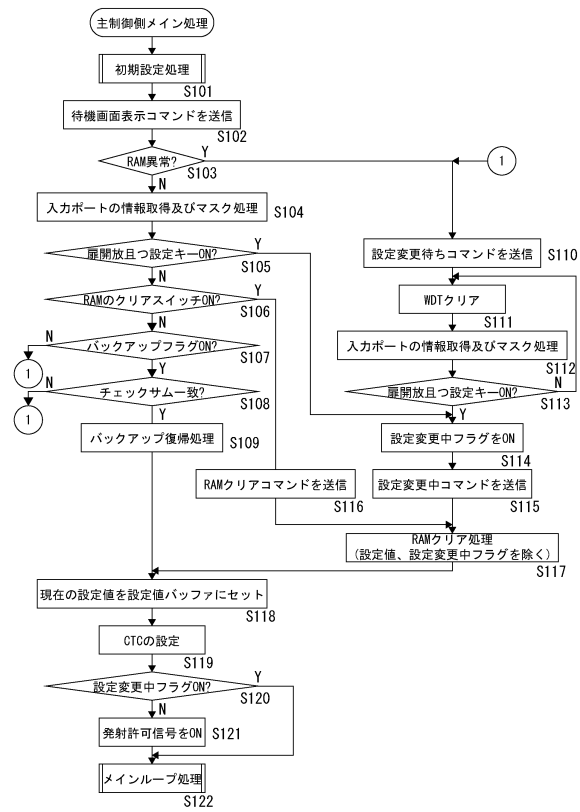 主制御側メイン処理
初期設定処理
S101
待機画面表示コマンドを送信
S102
RAM異常?
Y
S103
N
1
入力ポートの情報取得及びマスク処理
S104
扉開放且つ設定キーON?
Y
S105
N
設定変更待ちコマンドを送信
S110
RAMのクリアスイッチON?
Y
S106
N
WDTクリア
S111
バックアップフラグON?
N
S107
Y
1
入力ポートの情報取得及びマスク処理
S112
チェックサム一致?
N
S108
Y
1
扉開放且つ設定キーON?
N
S113
Y
バックアップ復帰処理
S109
設定変更中フラグをON
S114
RAMクリアコマンドを送信
S116
設定変更中コマンドを送信
S115
RAMクリア処理
(設定値、設定変更中フラグを除く)
S117
現在の設定値を設定値バッファにセット
S118
CTCの設定
S119
設定変更中フラグON?
Y
S120
N
発射許可信号をON
S121
メインループ処理
S122